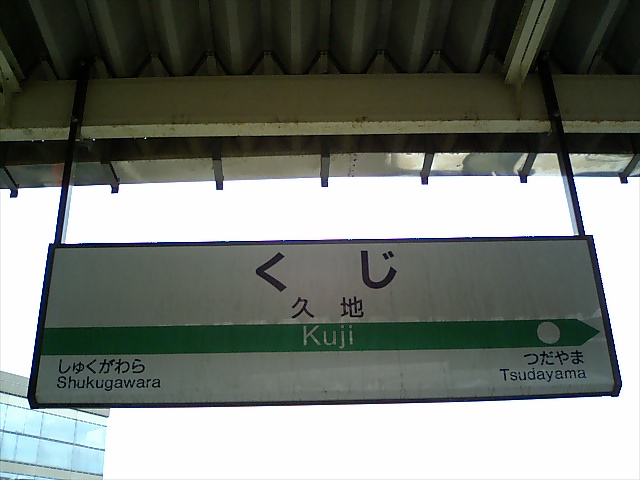 くじ
久地
Kuji
しゅくがわら
Shukugawara
つだやま
Tsudayama